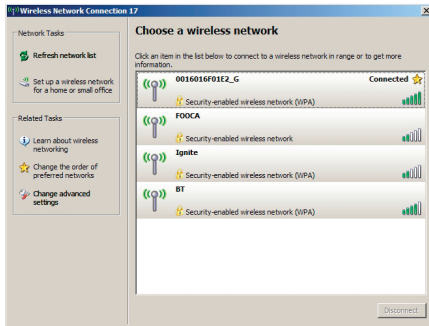 Wireless Network Connection 17
Network Tasks
Refresh network list
Set up a wireless network
for a home or small office
Related Tasks
Learn about wireless
networking
Change the order of
preferred networks
Change advanced
settings
Choose a wireless network
Click an item in the list below to connect to a wireless network in range or to get more
information.
0016016F01E2_G Connected
Security-enabled wireless network (WPA)
FOOCA
Security-enabled wireless network
Ignite
Security-enabled wireless network (WPA)
BT
Security-enabled wireless network (WPA)
Disconnect